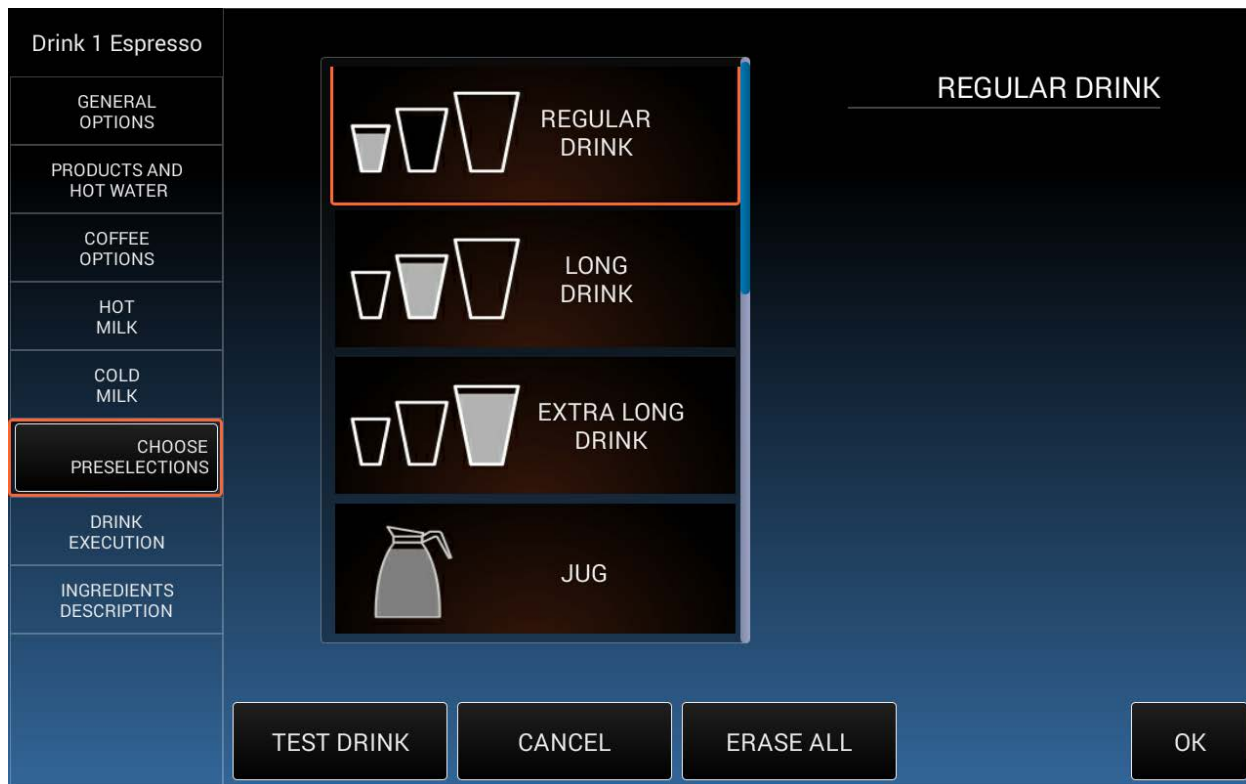 Drink 1 Espresso
GENERAL
OPTIONS
PRODUCTS AND
HOT WATER
COFFEE
OPTIONS
HOT
MILK
COLD
MILK
CHOOSE
PRESELECTIONS
DRINK
EXECUTION
INGREDIENTS
DESCRIPTION
REGULAR
DRINK
LONG
DRINK
EXTRA LONG
DRINK
JUG
REGULAR DRINK
TEST DRINK
CANCEL
ERASE ALL
OK